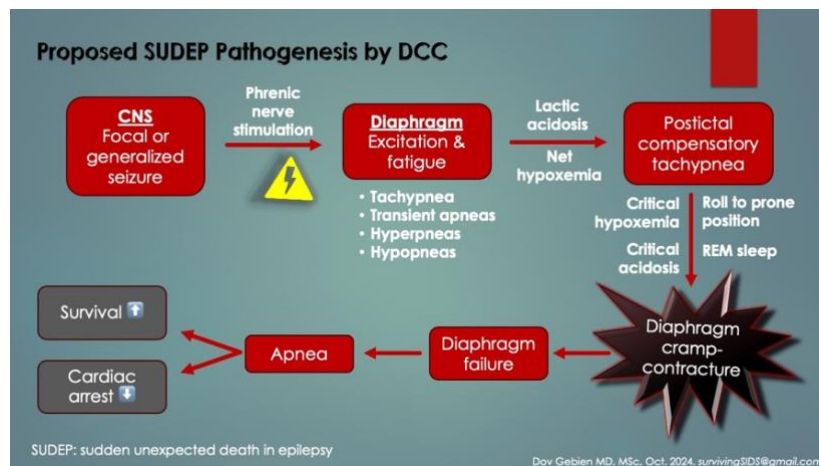 Proposed SUDEP Pathogenesis by DCC
CNS
Focal or
generalized
seizure
Phrenic
nerve
stimulation
Diaphragm
Excitation &
fatigue
• Tachypnea
• Transient apneas
• Hyperpneas
• Hypopneas
Lactic
acidosis
Net
hypoxemia
Postictal
compensatory
tachypnea
Critical
hypoxemia
Critical
acidosis
Roll to prone
position
REM sleep
Diaphragm
cramp-
contracture
Diaphragm
failure
Apnea
Survival ⬆️
Cardiac
arrest ⬇️
SUDEP: sudden unexpected death in epilepsy
Dov Gebien MD, MSc. Oct. 2024. survivingSIDS@gmail.com